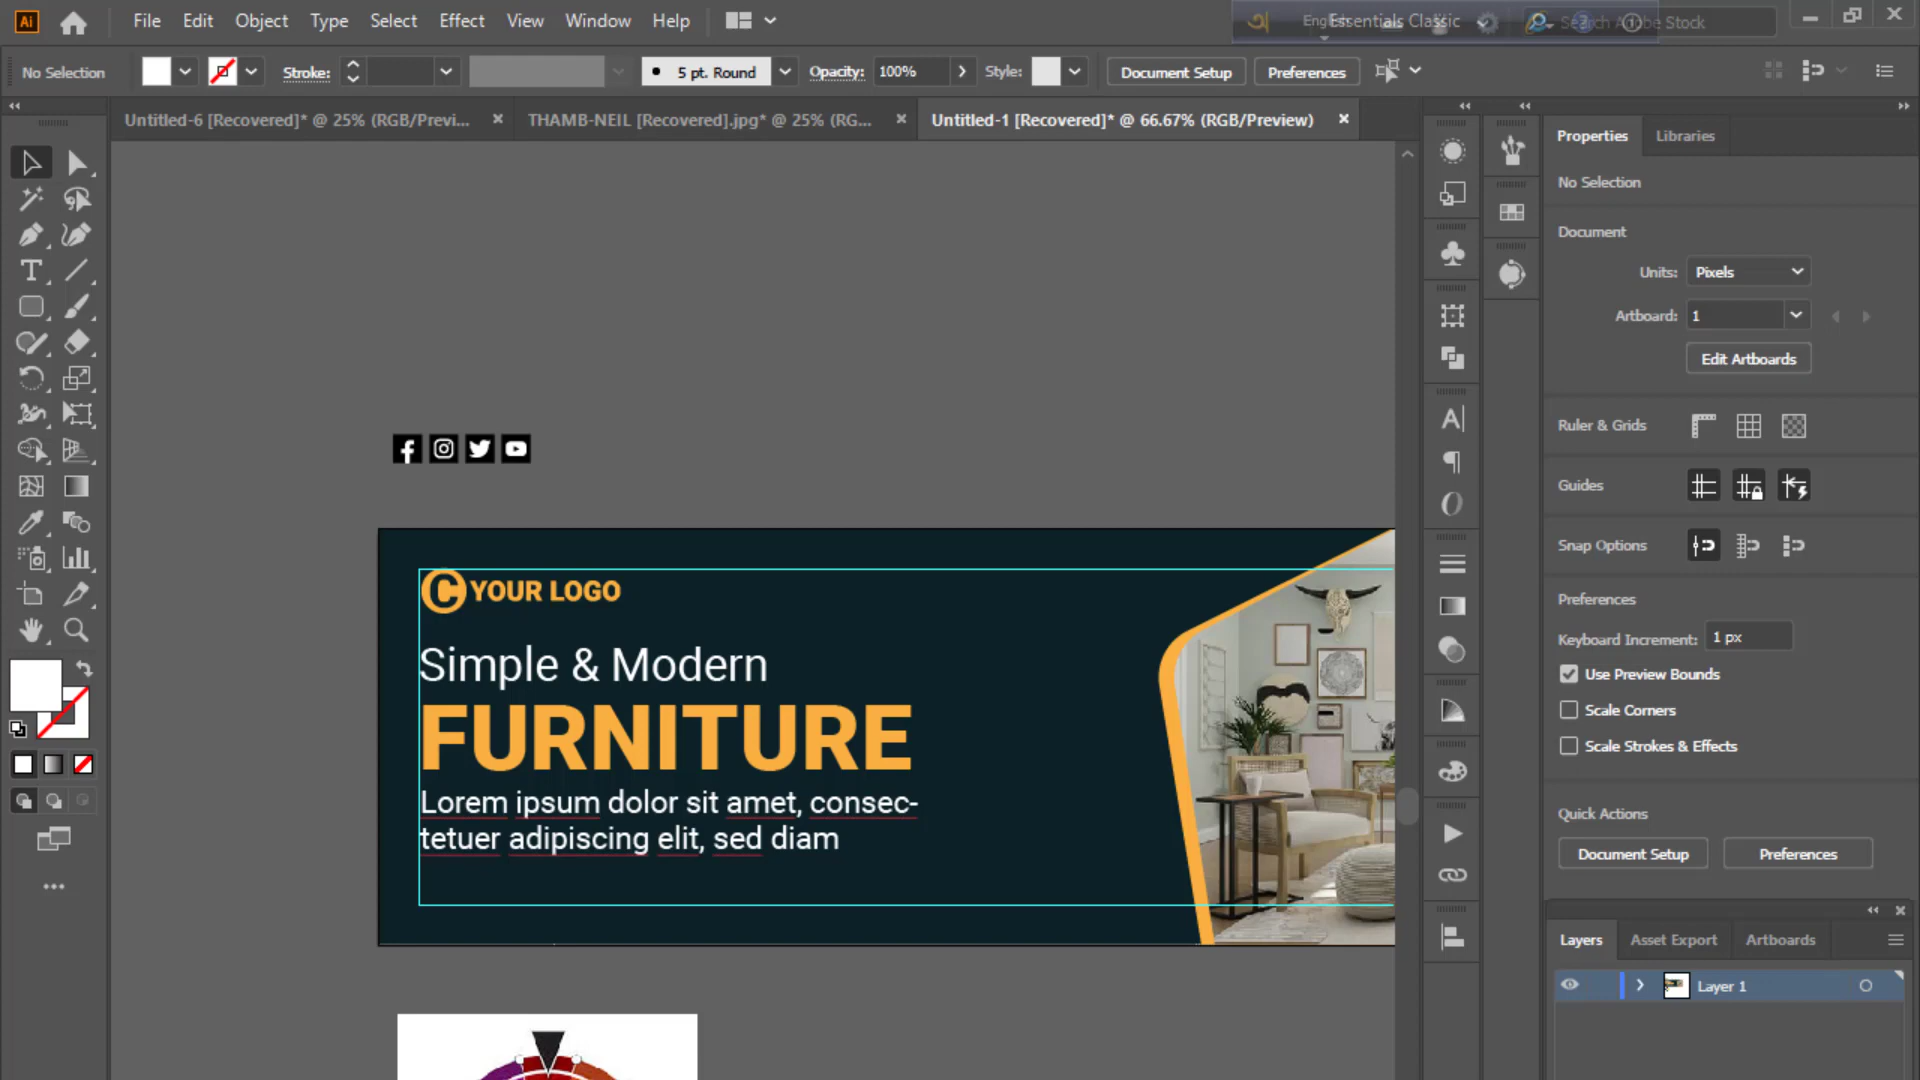 Ai File Edit Object Type Select Effect View Window Help
English Essentials Classic Search Adobe Stock
No Selection Stroke: 5 pt. Round Opacity: 100% Style: Document Setup Preferences
Untitled-6 [Recovered]* @ 25% (RGB/Previ... THAMB-NEIL [Recovered].jpg* @ 25% (RG... Untitled-1 [Recovered]* @ 66.67% (RGB/Preview)
Properties Libraries
No Selection
Document
Units: Pixels
Artboard: 1
Edit Artboards
Ruler & Grids
Guides
Snap Options
Preferences
Keyboard Increment: 1 px
Use Preview Bounds
Scale Corners
Scale Strokes & Effects
Quick Actions
Document Setup Preferences
Layers Asset Export Artboards
Layer 1
C YOUR LOGO
Simple & Modern
FURNITURE
Lorem ipsum dolor sit amet, consec-
tetuer adipiscing elit, sed diam